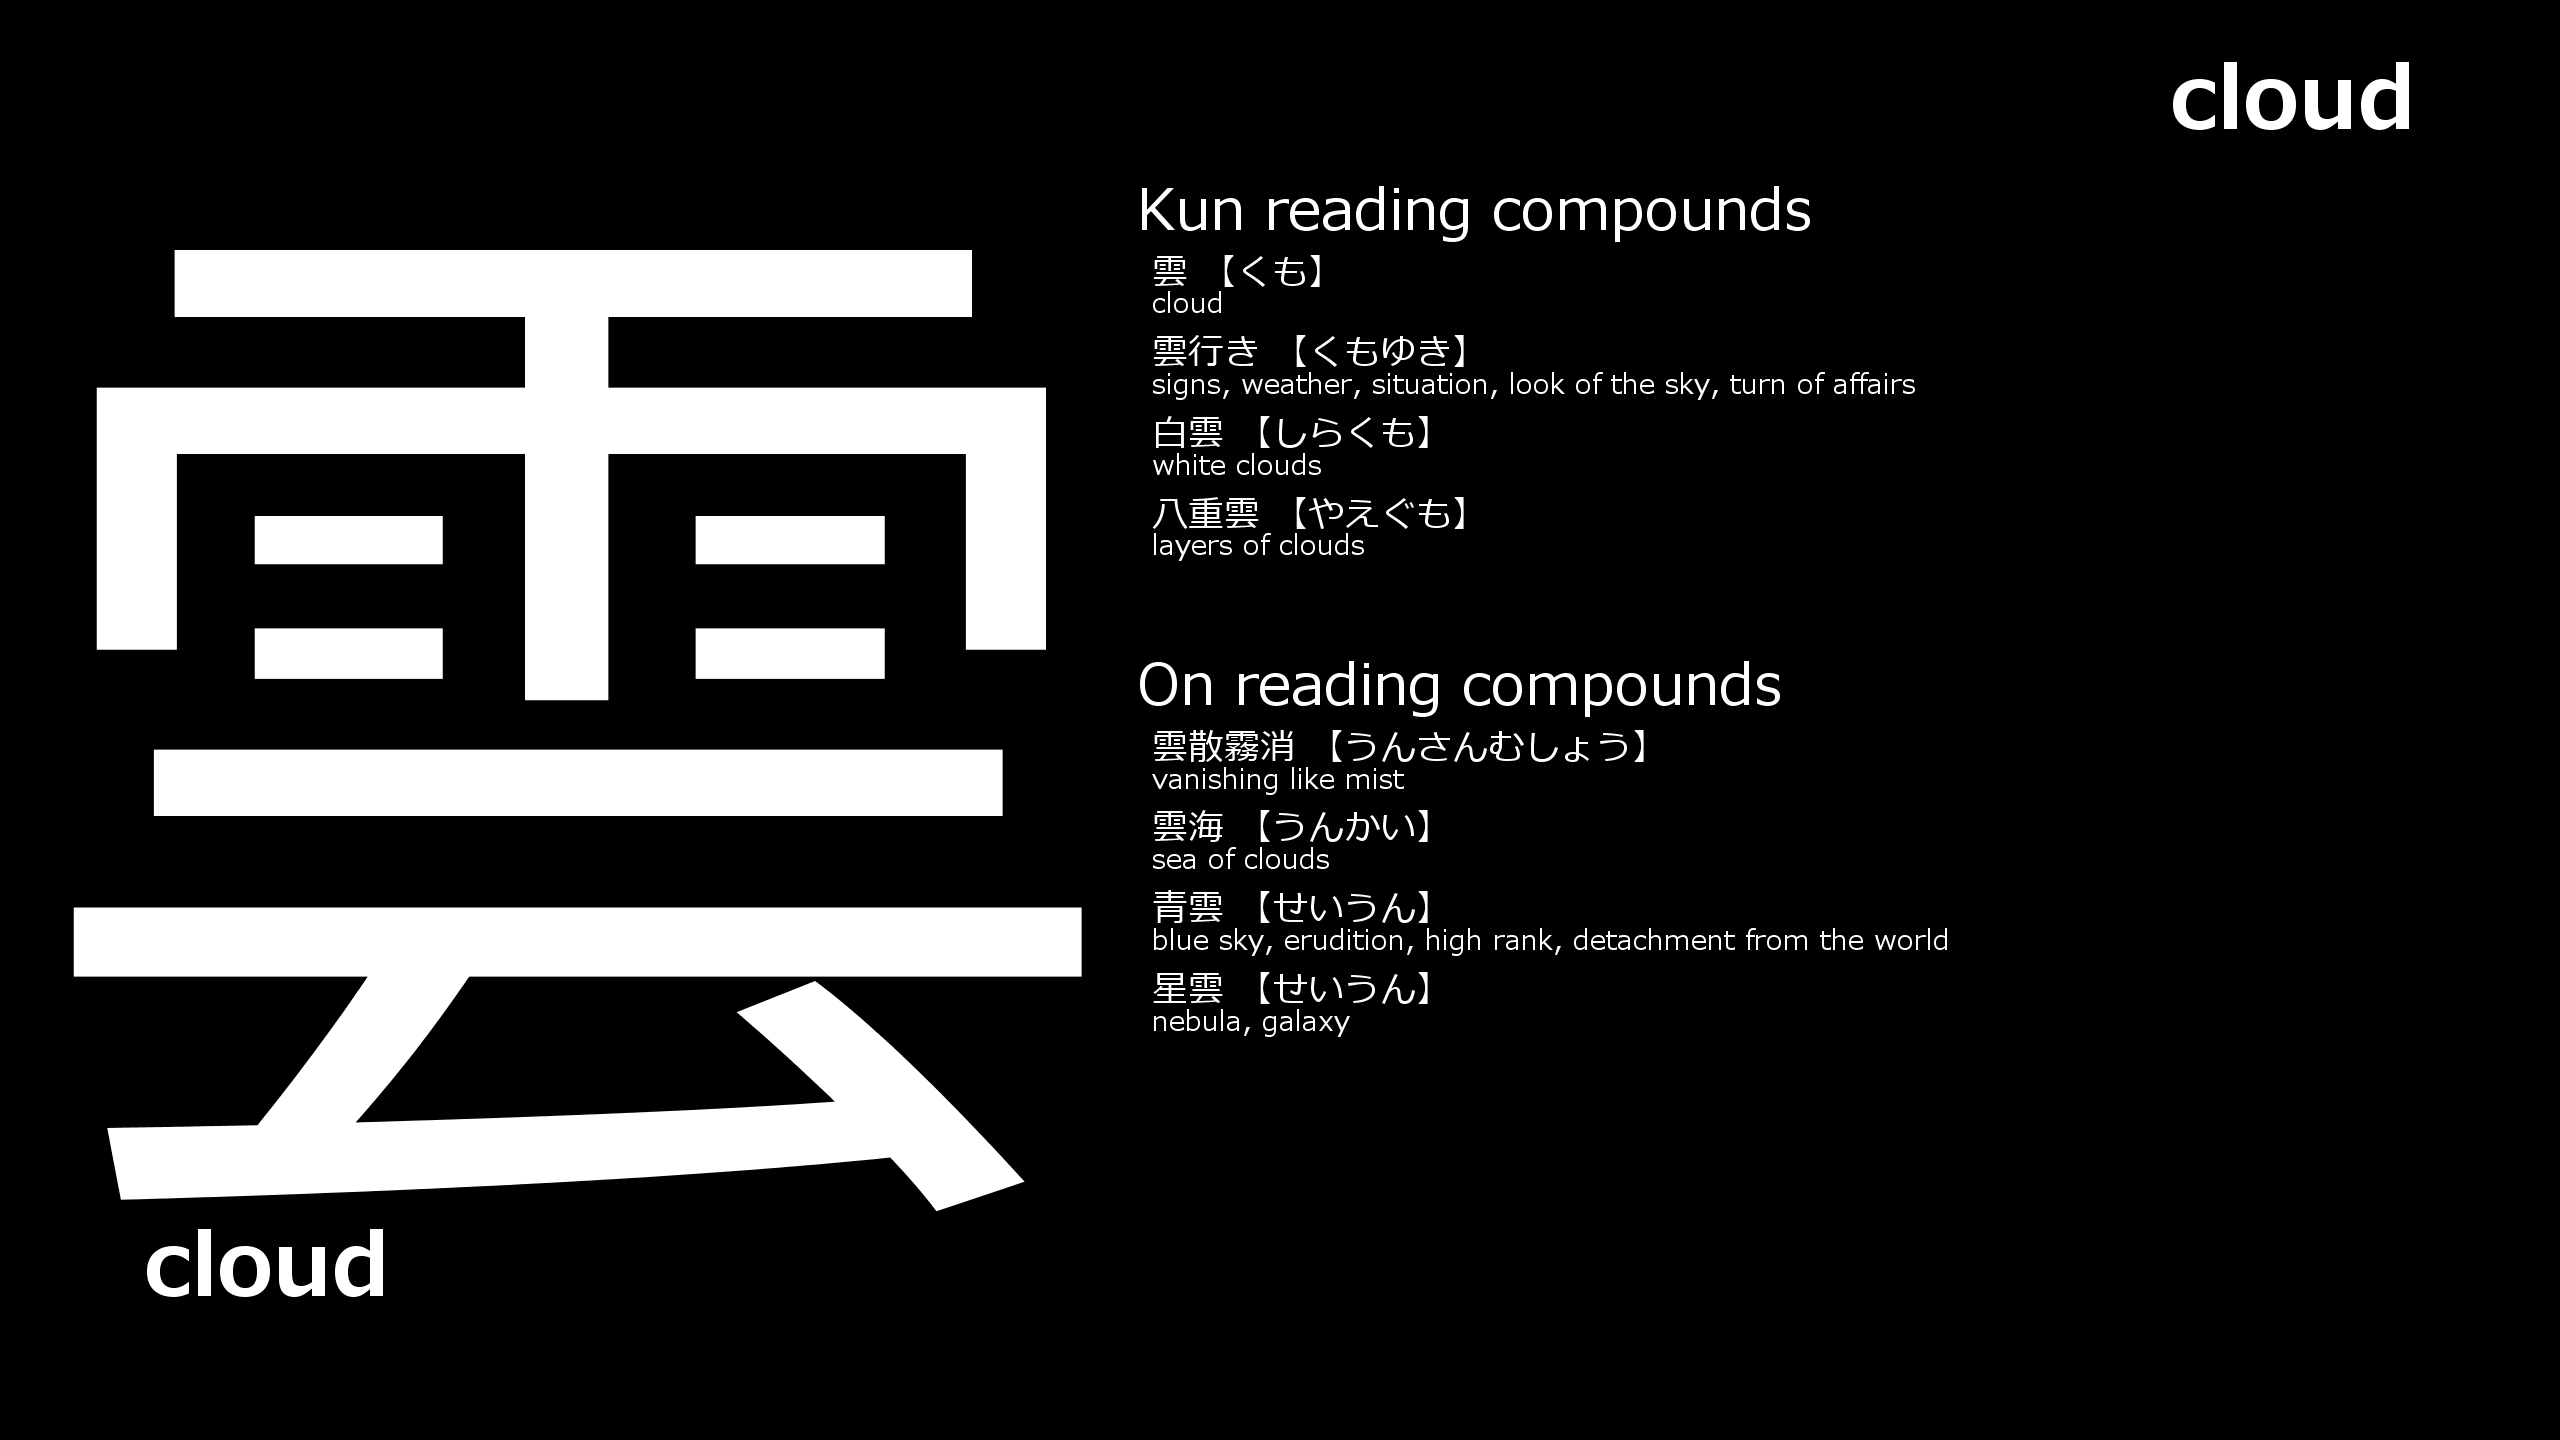 cloud
雲
cloud
Kun reading compounds
雲 【くも】
cloud
雲行き 【くもゆき】
signs, weather, situation, look of the sky, turn of affairs
白雲 【しらくも】
white clouds
八重雲 【やえぐも】
layers of clouds
On reading compounds
雲散霧消 【うんさんむしょう】
vanishing like mist
雲海 【うんかい】
sea of clouds
青雲 【せいうん】
blue sky, erudition, high rank, detachment from the world
星雲 【せいうん】
nebula, galaxy